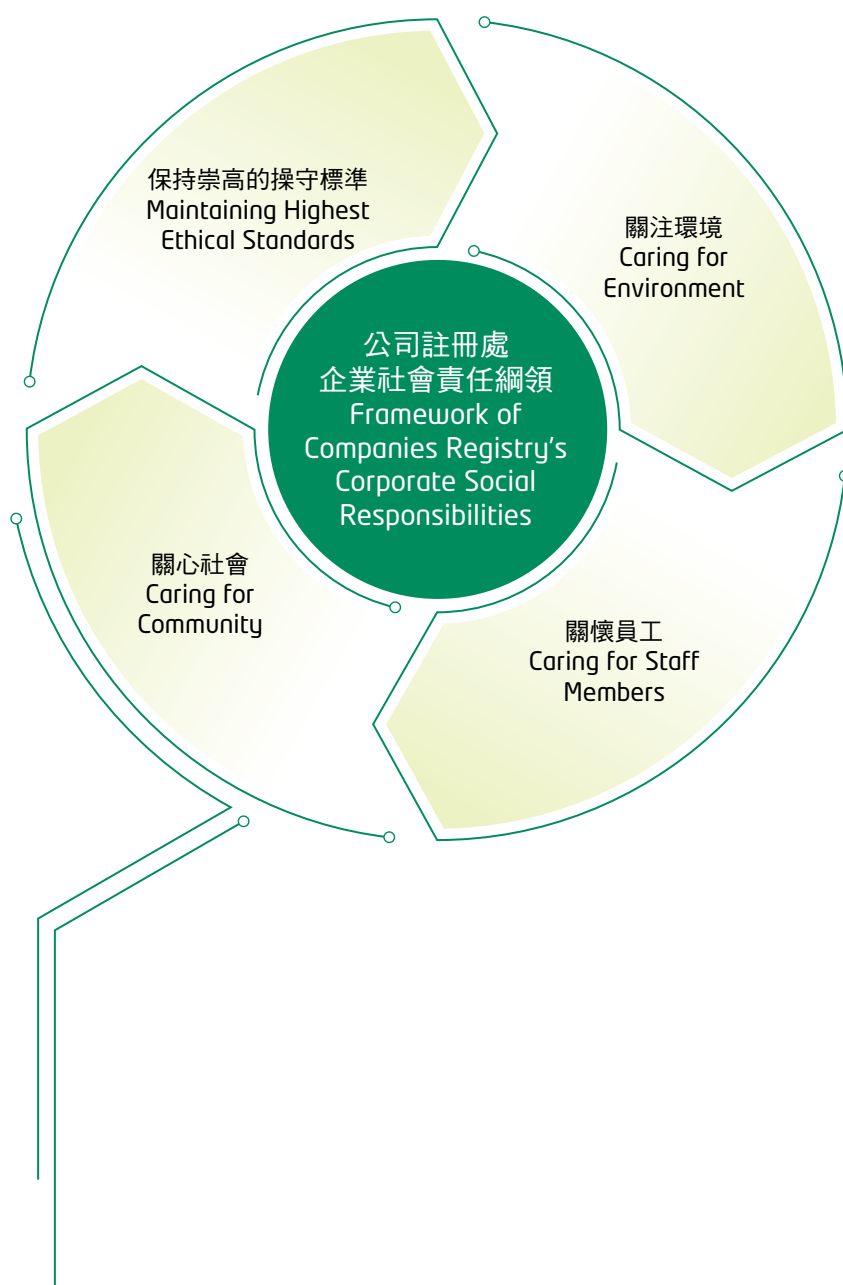 保持崇高的操守標準
Maintaining Highest
Ethical Standards
關注環境
Caring for
Environment
公司註冊處
企業社會責任綱領
Framework of
Companies Registry's
Corporate Social
Responsibilities
關心社會
Caring for
Community
關懷員工
Caring for Staff
Members